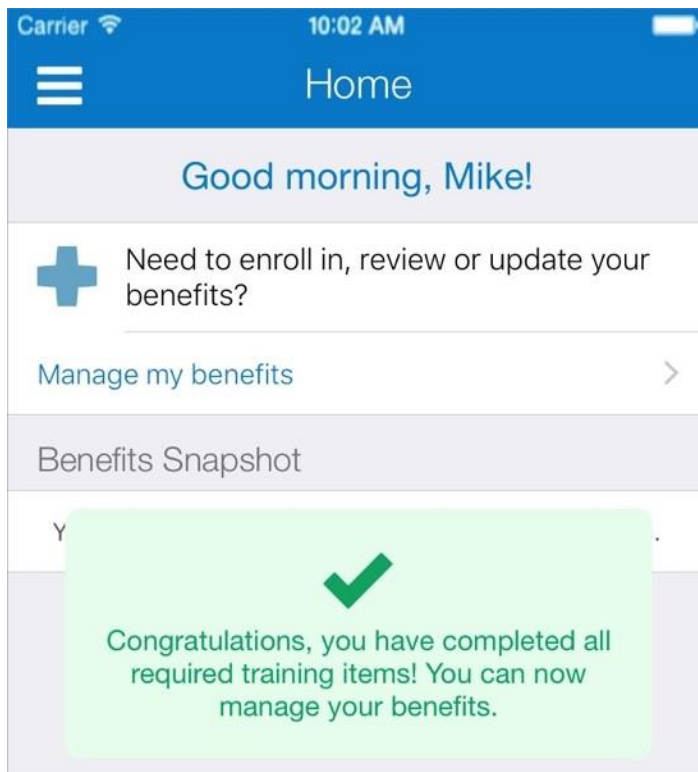 Carrier
10:02 AM
Home
Good morning, Mike!
Need to enroll in, review or update your
benefits?
Manage my benefits
Benefits Snapshot
Congratulations, you have completed all
required training items! You can now
manage your benefits.